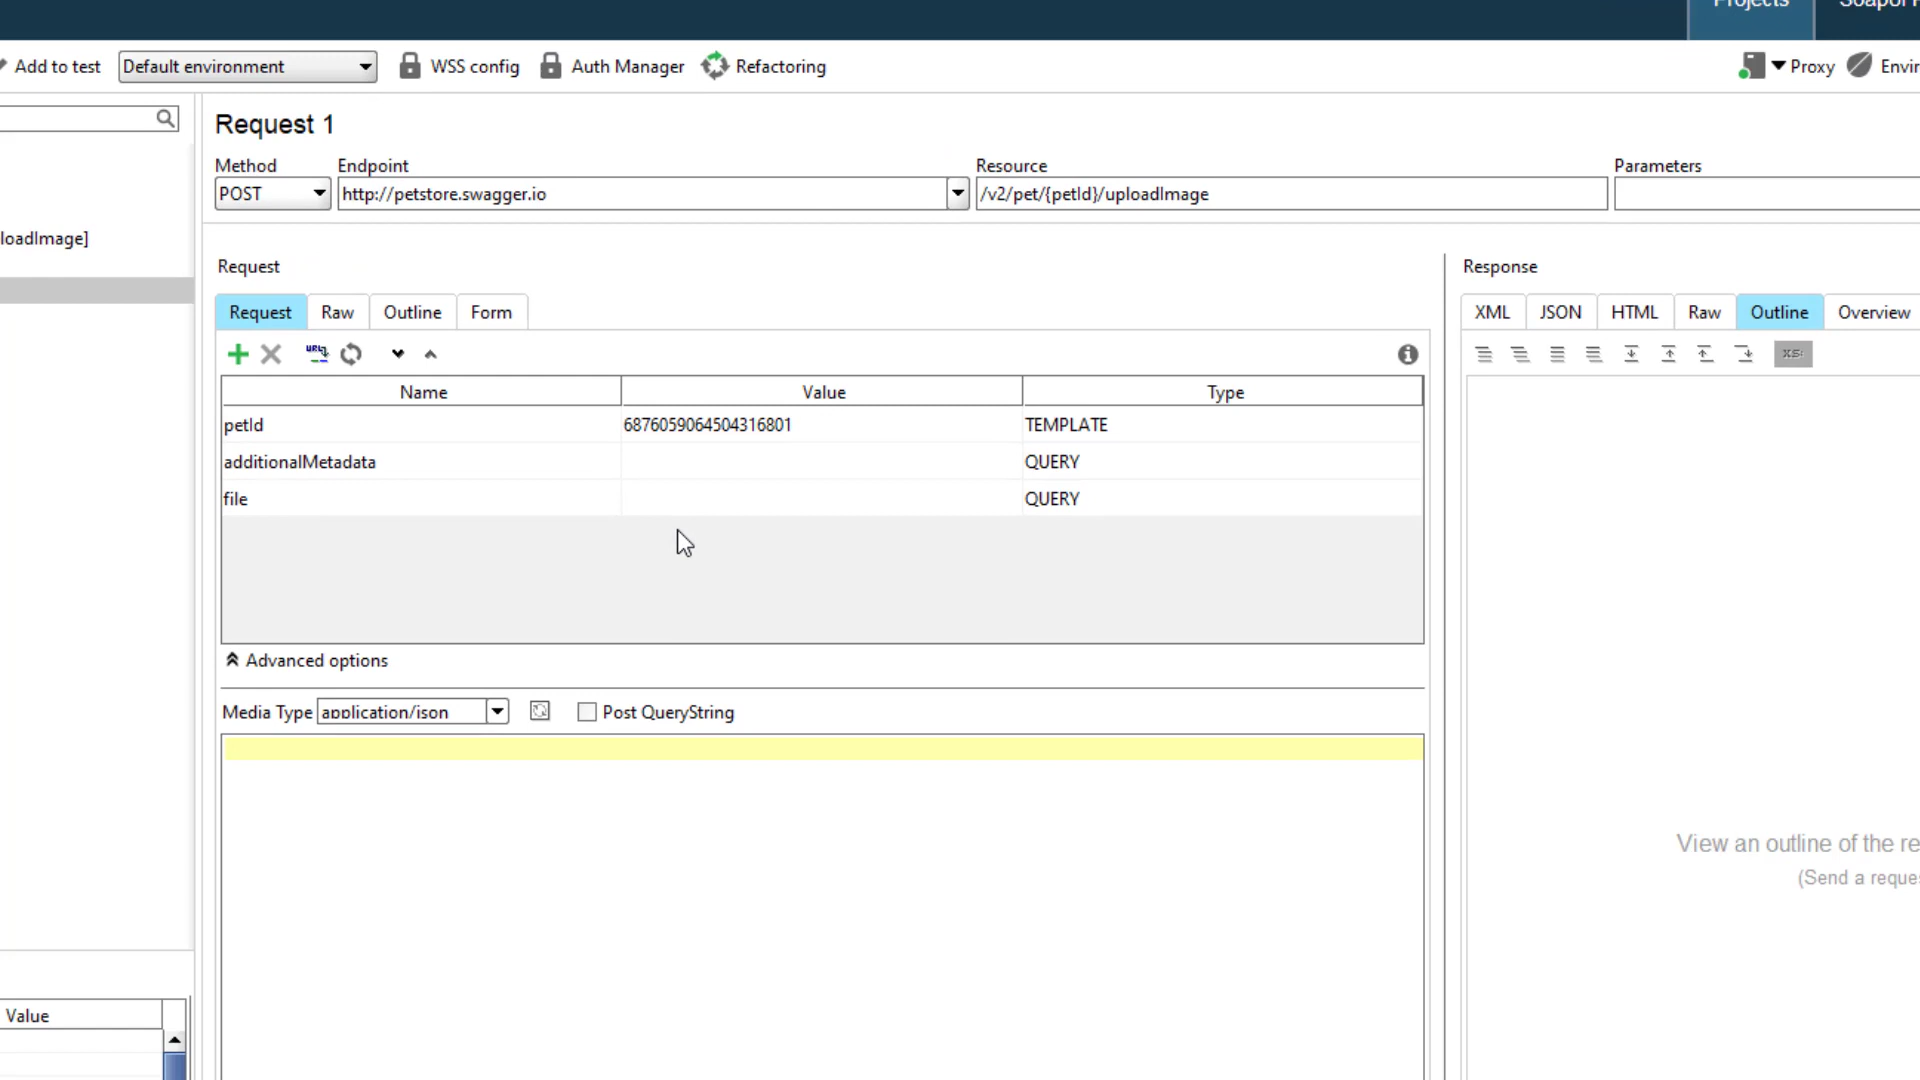 Projects
Add to test
Default environment
WSS config
Auth Manager
Refactoring
Proxy
Request 1
Method
Endpoint
Resource
Parameters
POST
http://petstore.swagger.io
/v2/pet/{petId}/uploadImage
loadImage]
Request
Response
Request
Raw
Outline
Form
XML
JSON
HTML
Raw
Outline
Overview
URL
Name
Value
Type
petId
6876059064504316801
TEMPLATE
additionalMetadata
QUERY
file
QUERY
Advanced options
Media Type
application/json
Post QueryString
View an outline of the re
(Send a reques
Value